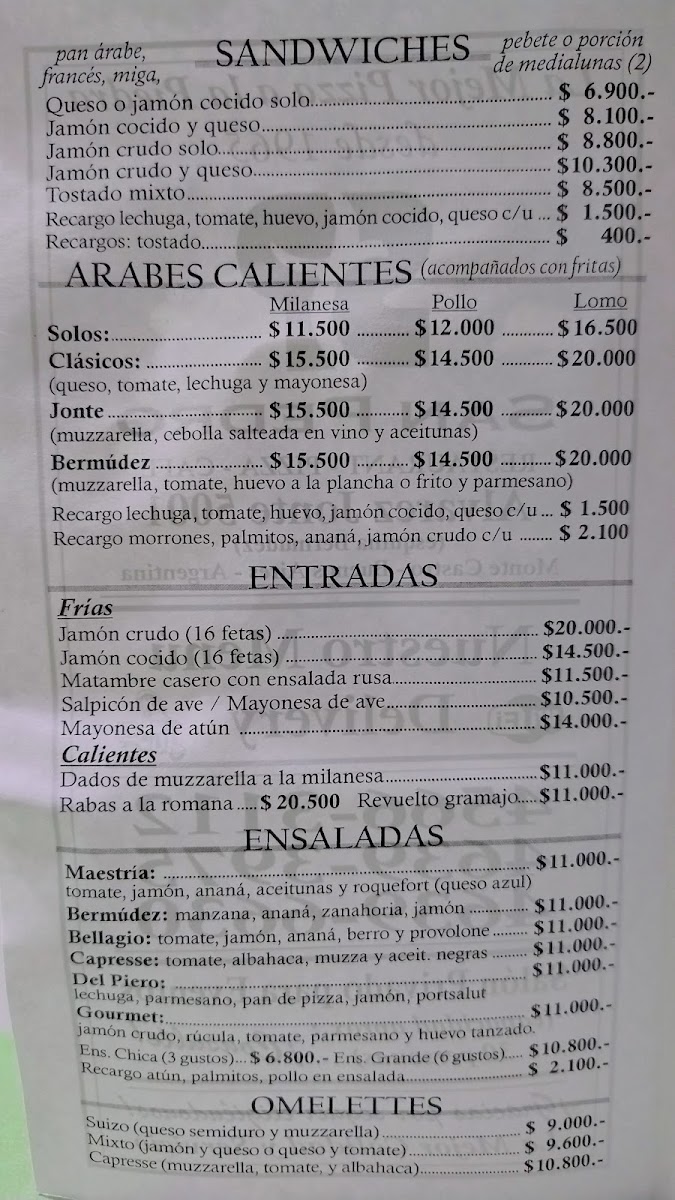 pan árabe,
francés, miga,
SANDWICHES
pebete o porción
de medialunas (2)
Queso o jamón cocido solo........ $ 6.900.-
Jamón cocido y queso........ $ 8.100.-
Jamón crudo solo........ $ 8.800.-
Jamón crudo y queso........ $10.300.-
Tostado mixto........ $ 8.500.-
Recargo lechuga, tomate, huevo, jamón cocido, queso c/u ... $ 1.500.-
Recargos: tostado........ $ 400.-
ARABES CALIENTES (acompañados con fritas)
Milanesa Pollo Lomo
Solos:........ $11.500 ........ $12.000 ........ $16.500
Clásicos: ........ $15.500 ........ $14.500 ........ $20.000
(queso, tomate, lechuga y mayonesa)
Jonte ........ $15.500 ........ $14.500 ........ $20.000
(muzzarella, cebolla salteada en vino y aceitunas)
Bermúdez ........ $15.500 ........ $14.500 ........ $20.000
(muzzarella, tomate, huevo a la plancha o frito y parmesano)
Recargo lechuga, tomate, huevo, jamón cocido, queso c/u ... $ 1.500
Recargo morrones, palmitos, ananá, jamón crudo c/u ........ $ 2.100
ENTRADAS
Frías
Jamón crudo (16 fetas) ........ $20.000.-
Jamón cocido (16 fetas) ........ $14.500.-
Matambre casero con ensalada rusa........ $11.500.-
Salpicón de ave / Mayonesa de ave........ $10.500.-
Mayonesa de atún ........ $14.000.-
Calientes
Dados de muzzarella a la milanesa........ $11.000.-
Rabas a la romana ..... $ 20.500 Revuelto gramajo..... $11.000.-
ENSALADAS
Maestría: ........ $11.000.-
tomate, jamón, ananá, aceitunas y roquefort (queso azul)
Bermúdez: manzana, ananá, zanahoria, jamón ........ $11.000.-
Bellagio: tomate, jamón, ananá, berro y provolone ........ $11.000.-
Capresse: tomate, albahaca, muzza y aceit. negras ........ $11.000.-
Del Piero: ........ $11.000.-
lechuga, parmesano, pan de pizza, jamón, portsalut
Gourmet:........ $11.000.-
jamón crudo, rúcula, tomate, parmesano y huevo tanzado.
Ens. Chica (3 gustos)... $ 6.800.- Ens. Grande (6 gustos).... $10.800.-
Recargo atún, palmitos, pollo en ensalada........ $ 2.100.-
OMELETTES
Suizo (queso semiduro y muzzarella)........ $ 9.000.-
Mixto (jamón y queso o queso y tomate)........ $ 9.600.-
Capresse (muzzarella, tomate, y albahaca)........ $10.800.-